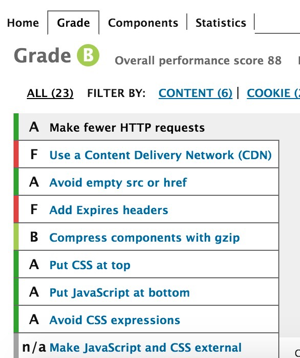 Home Grade Components Statistics
Grade B Overall performance score 88
ALL (23) FILTER BY: CONTENT (6) | COOKIE (
A Make fewer HTTP requests
F Use a Content Delivery Network (CDN)
A Avoid empty src or href
F Add Expires headers
B Compress components with gzip
A Put CSS at top
A Put JavaScript at bottom
A Avoid CSS expressions
n/a Make JavaScript and CSS external